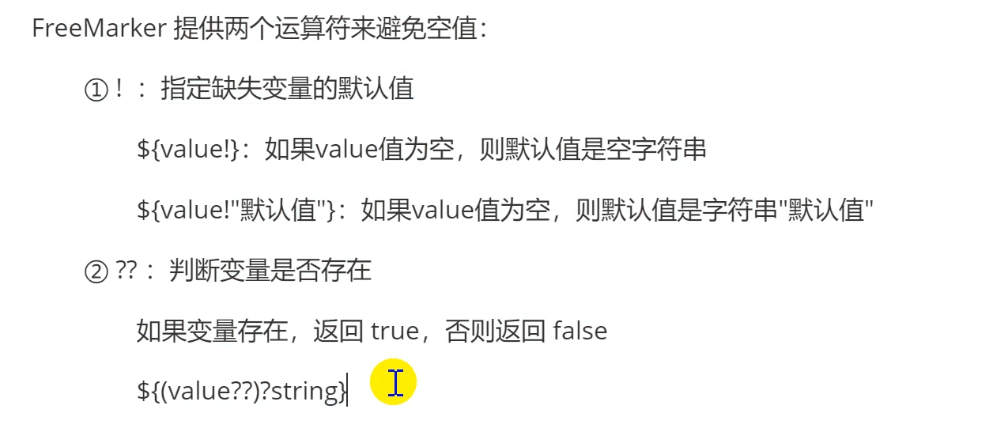 FreeMarker 提供两个运算符来避免空值：
① ! ：指定缺失变量的默认值
${value!}：如果value值为空，则默认值是空字符串
${value!"默认值"}：如果value值为空，则默认值是字符串"默认值"
② ?? ：判断变量是否存在
如果变量存在，返回 true，否则返回 false
${(value??)?string}